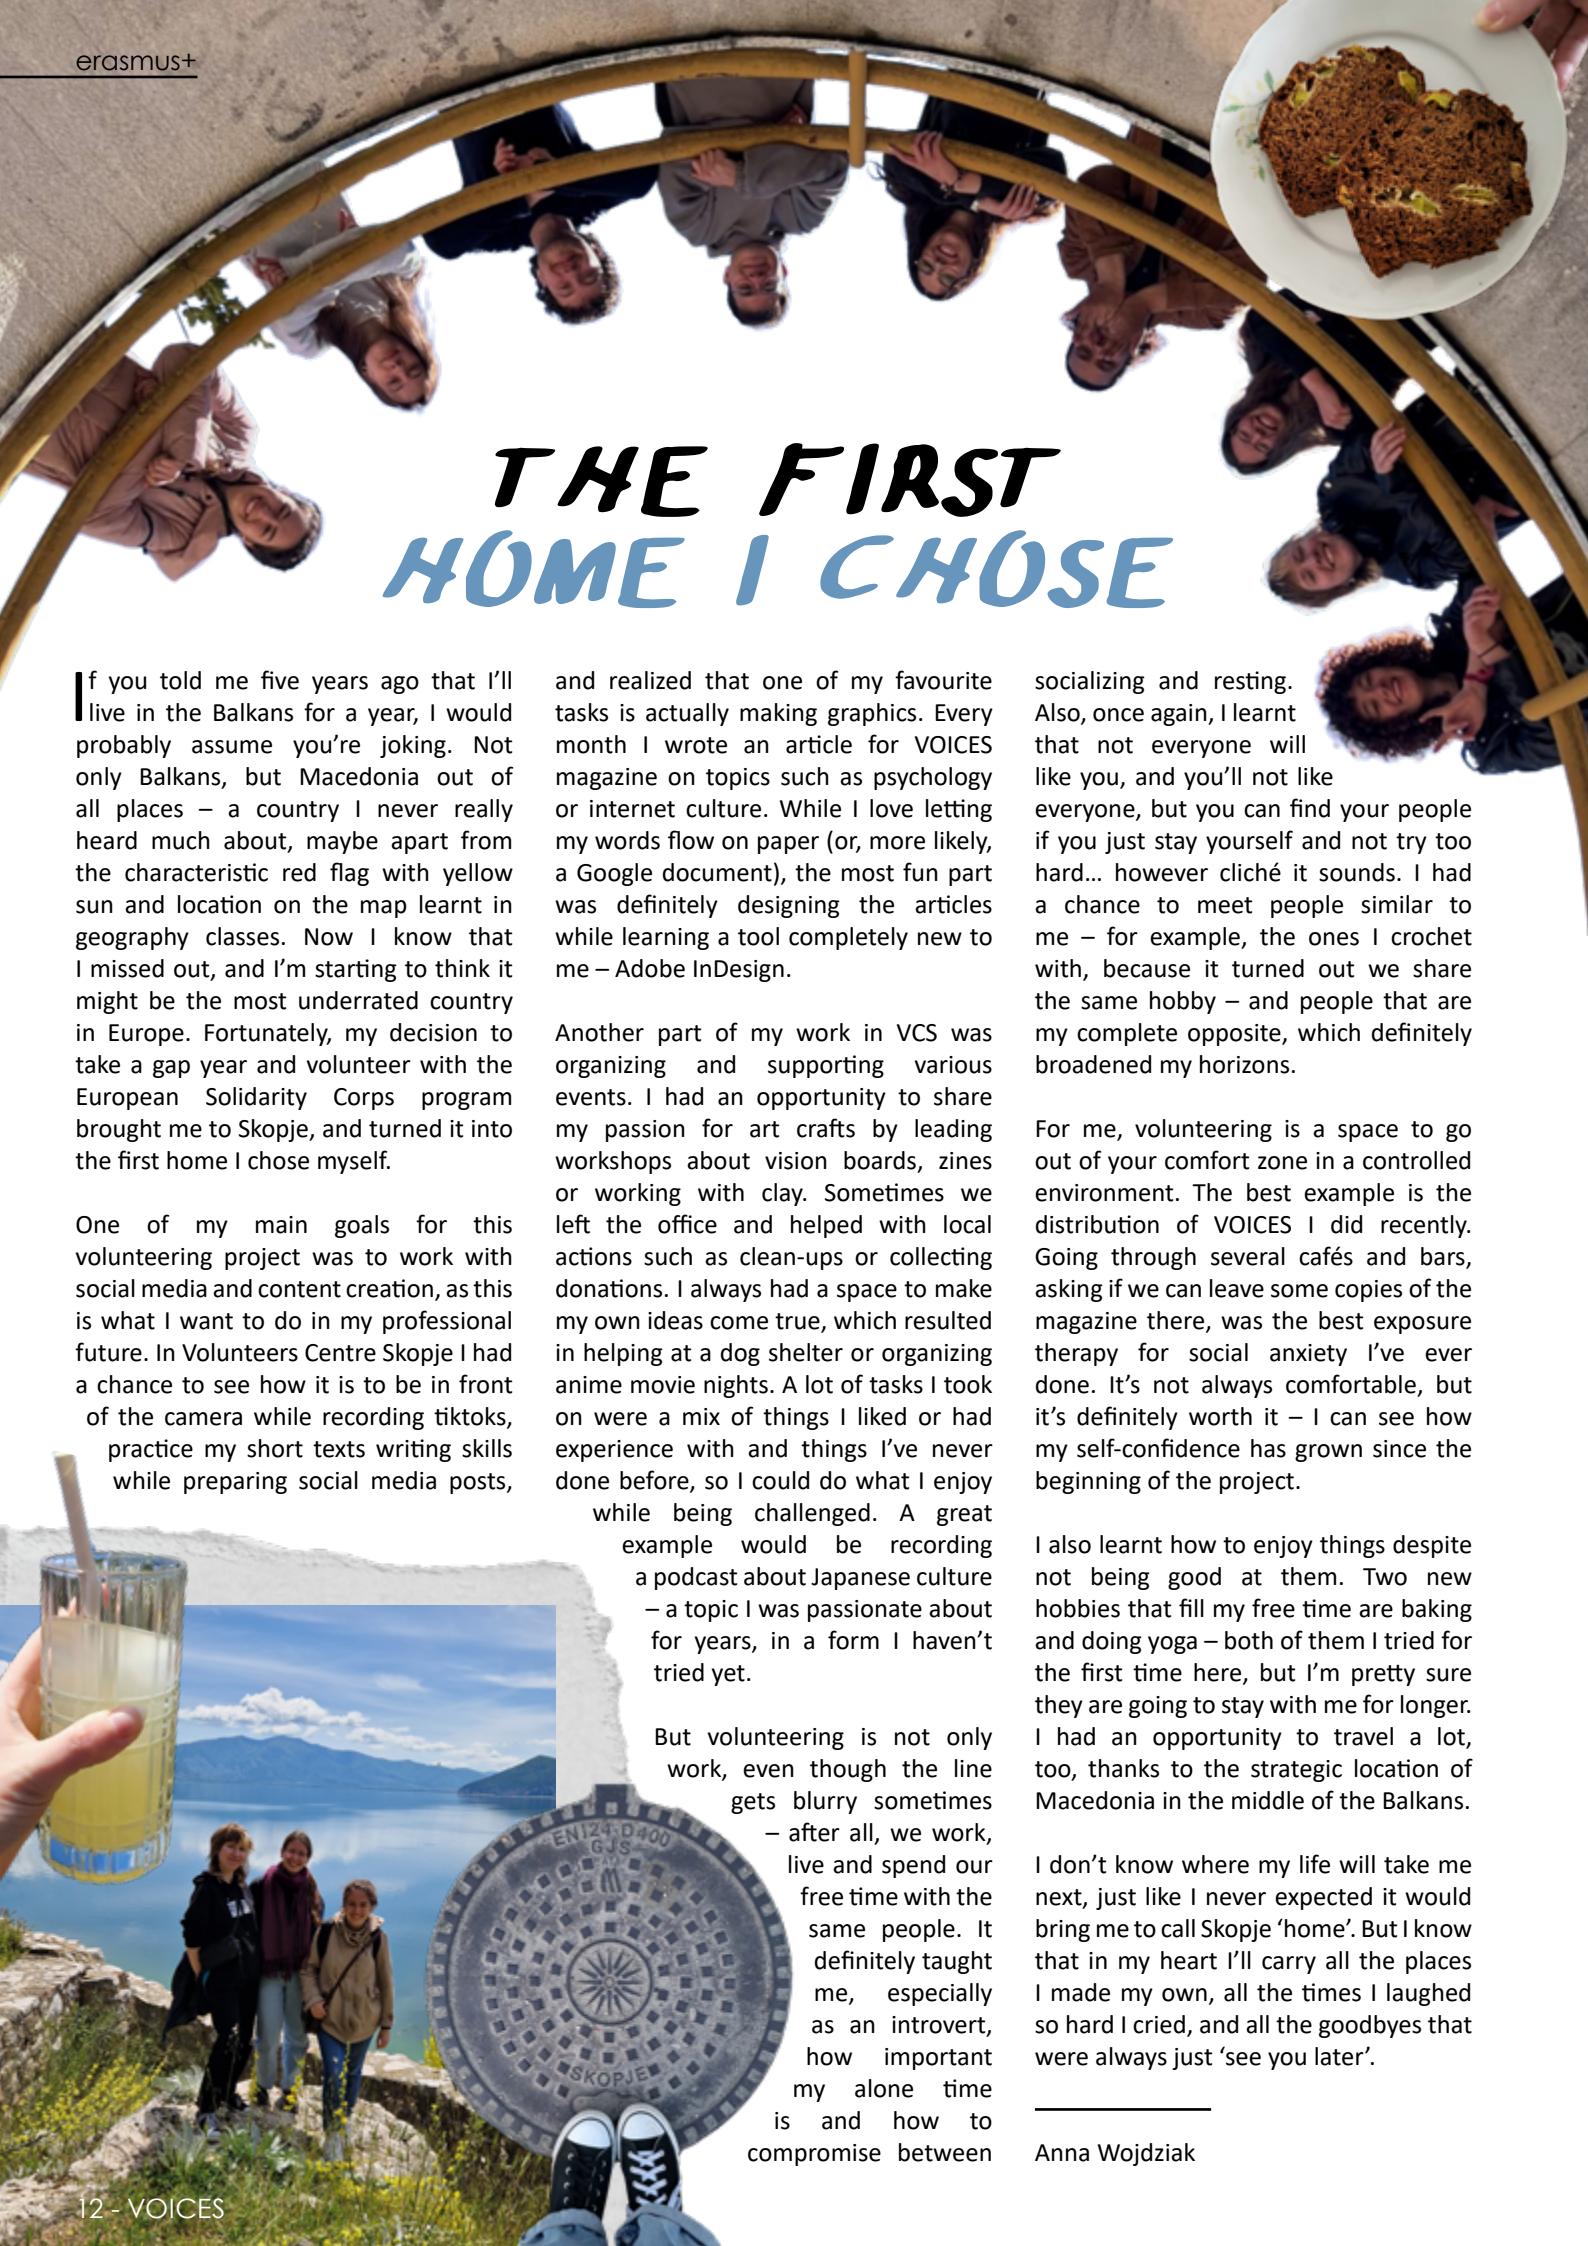 erasmus+
THE FIRST
HOME I CHOSE
If you told me five years ago that I’ll
live in the Balkans for a year, I would
probably assume you’re joking. Not
only Balkans, but Macedonia out of
all places – a country I never really
heard much about, maybe apart from
the characteristic red flag with yellow
sun and location on the map learnt in
geography classes. Now I know that
I missed out, and I’m starting to think it
might be the most underrated country
in Europe. Fortunately, my decision to
take a gap year and volunteer with the
European Solidarity Corps program
brought me to Skopje, and turned it into
the first home I chose myself.
One of my main goals for this
volunteering project was to work with
social media and content creation, as this
is what I want to do in my professional
future. In Volunteers Centre Skopje I had
a chance to see how it is to be in front
of the camera while recording tiktoks,
practice my short texts writing skills
while preparing social media posts,
and realized that one of my favourite
tasks is actually making graphics. Every
month I wrote an article for VOICES
magazine on topics such as psychology
or internet culture. While I love letting
my words flow on paper (or, more likely,
a Google document), the most fun part
was definitely designing the articles
while learning a tool completely new to
me – Adobe InDesign.
Another part of my work in VCS was
organizing and supporting various
events. I had an opportunity to share
my passion for art crafts by leading
workshops about vision boards, zines
or working with clay. Sometimes we
left the office and helped with local
actions such as clean-ups or collecting
donations. I always had a space to make
my own ideas come true, which resulted
in helping at a dog shelter or organizing
anime movie nights. A lot of tasks I took
on were a mix of things I liked or had
experience with and things I’ve never
done before, so I could do what I enjoy
while being challenged. A great
example would be recording
a podcast about Japanese culture
– a topic I was passionate about
for years, in a form I haven’t
tried yet.
But volunteering is not only
work, even though the line
gets blurry sometimes
– after all, we work,
live and spend our
free time with the
same people. It
definitely taught
me, especially
as an introvert,
how important
my alone time
is and how to
compromise between
socializing and resting.
Also, once again, I learnt
that not everyone will
like you, and you’ll not like
everyone, but you can find your people
if you just stay yourself and not try too
hard… however cliché it sounds. I had
a chance to meet people similar to
me – for example, the ones I crochet
with, because it turned out we share
the same hobby – and people that are
my complete opposite, which definitely
broadened my horizons.
For me, volunteering is a space to go
out of your comfort zone in a controlled
environment. The best example is the
distribution of VOICES I did recently.
Going through several cafés and bars,
asking if we can leave some copies of the
magazine there, was the best exposure
therapy for social anxiety I’ve ever
done. It’s not always comfortable, but
it’s definitely worth it – I can see how
my self-confidence has grown since the
beginning of the project.
I also learnt how to enjoy things despite
not being good at them. Two new
hobbies that fill my free time are baking
and doing yoga – both of them I tried for
the first time here, but I’m pretty sure
they are going to stay with me for longer.
I had an opportunity to travel a lot,
too, thanks to the strategic location of
Macedonia in the middle of the Balkans.
I don’t know where my life will take me
next, just like I never expected it would
bring me to call Skopje ‘home’. But I know
that in my heart I’ll carry all the places
I made my own, all the times I laughed
so hard I cried, and all the goodbyes that
were always just ‘see you later’.
Anna Wojdziak
EN124 D400
GJS
SKOPJE
12 - VOICES